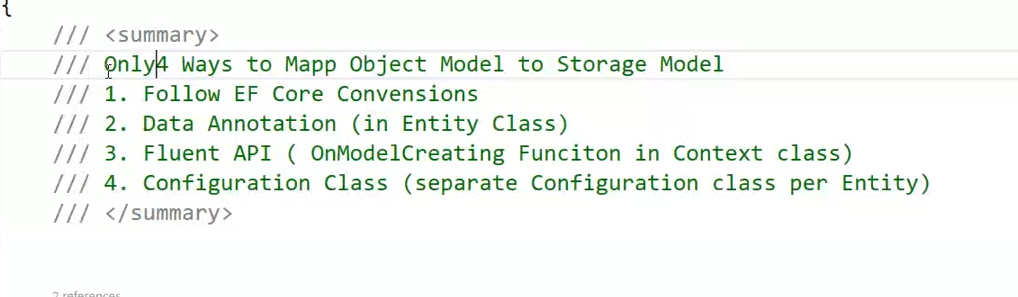 {
/// <summary>
/// Only4 Ways to Mapp Object Model to Storage Model
/// 1. Follow EF Core Convensions
/// 2. Data Annotation (in Entity Class)
/// 3. Fluent API ( OnModelCreating Funciton in Context class)
/// 4. Configuration Class (separate Configuration class per Entity)
/// </summary>
2 references